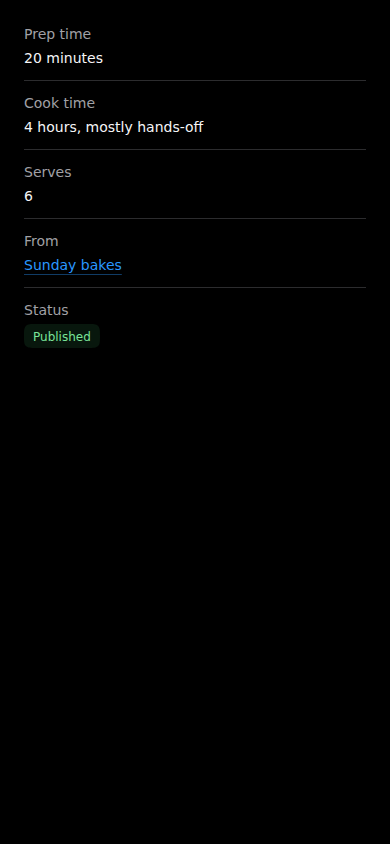 Prep time
20 minutes
Cook time
4 hours, mostly hands-off
Serves
6
From
Sunday bakes
Status
Published